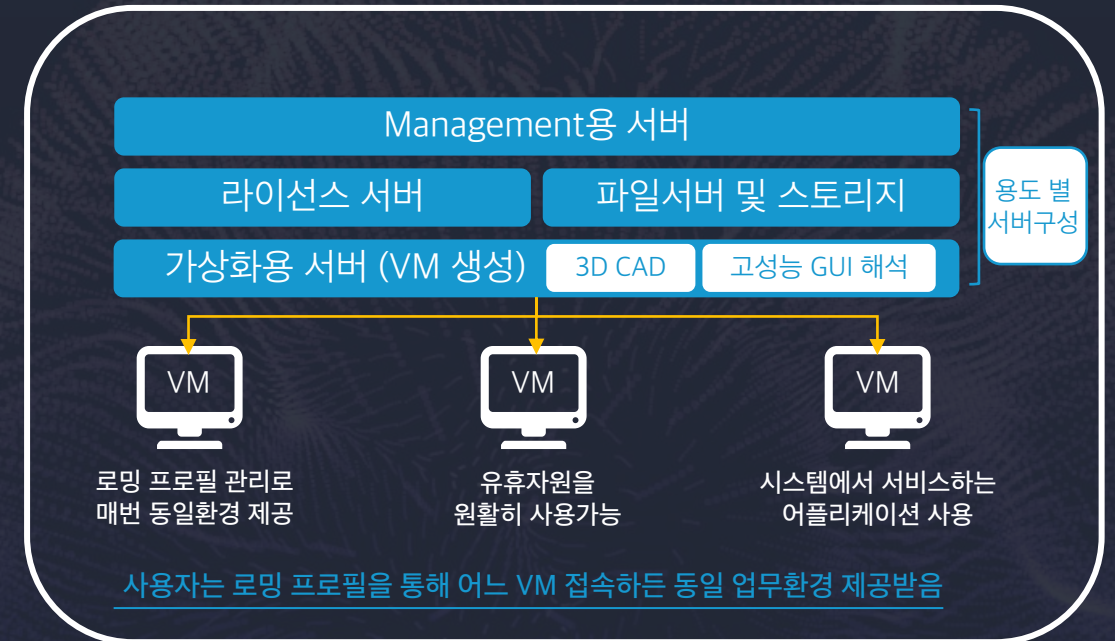 Management용 서버
라이선스 서버
파일서버 및 스토리지
용도 별
서버구성
가상화용 서버 (VM 생성)
3D CAD
고성능 GUI 해석
VM
VM
VM
로밍 프로필 관리로
매번 동일환경 제공
유휴자원을
원활히 사용가능
시스템에서 서비스하는
어플리케이션 사용
사용자는 로밍 프로필을 통해 어느 VM 접속하든 동일 업무환경 제공받음